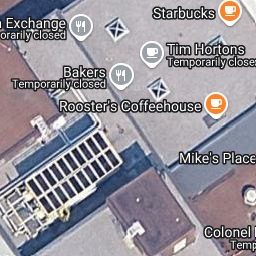 Starbucks
Exchange
Temporarily closed
Tim Hortons
Temporarily closed
Bakers
Temporarily closed
Rooster's Coffeehouse
Mike's Place
Colonel